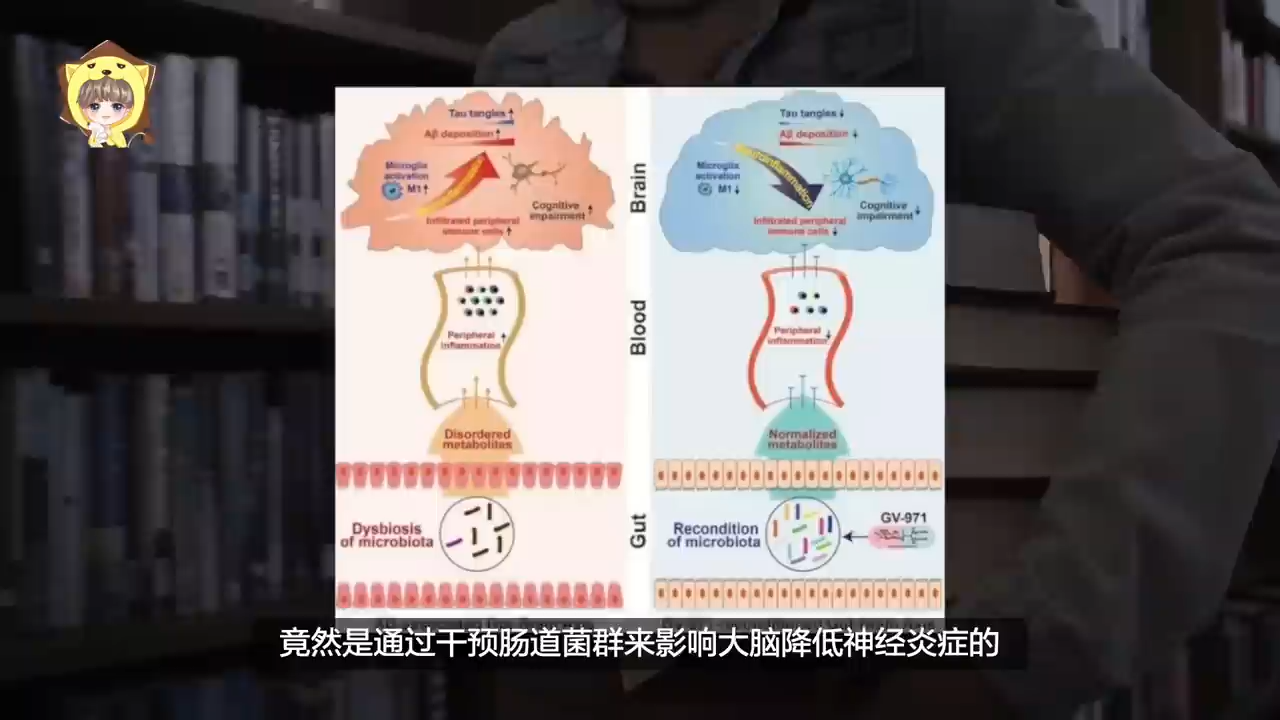 Tau tangles↑
Aβ deposition↑
Microglia
activation
M1↑
Cognitive
impairment↑
Infiltrated peripheral
immune cells↑
Peripheral
inflammation↑
Disordered
metabolites
Dysbiosis
of microbiota
Brain
Blood
Gut
Tau tangles↓
Aβ deposition↓
Neuroinflammation
Microglia
activation
M1↓
Cognitive
impairment↓
Infiltrated peripheral
immune cells↓
Peripheral
inflammation↓
Normalized
metabolites
Recondition
of microbiota
GV-971
竟然是通过干预肠道菌群来影响大脑降低神经炎症的